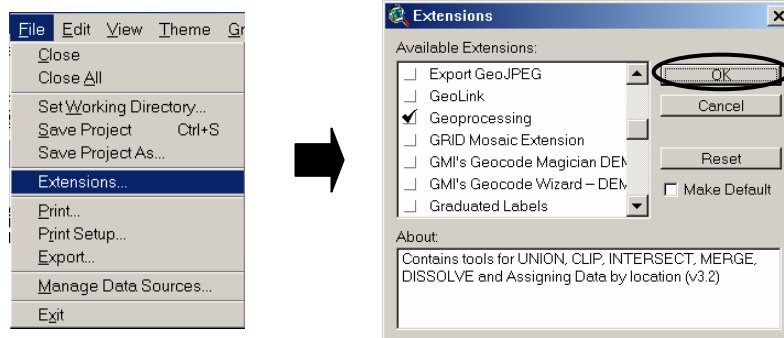 File Edit View Theme Gr
Close
Close All
Set Working Directory...
Save Project Ctrl+S
Save Project As...
Extensions...
Print...
Print Setup...
Export...
Manage Data Sources...
Exit
Extensions
Available Extensions:
Export GeoJPEG
GeoLink
Geoprocessing
GRID Mosaic Extension
GMI's Geocode Magician DEM
GMI's Geocode Wizard – DEM
Graduated Labels
OK
Cancel
Reset
Make Default
About:
Contains tools for UNION, CLIP, INTERSECT, MERGE,
DISSOLVE and Assigning Data by location (v3.2)